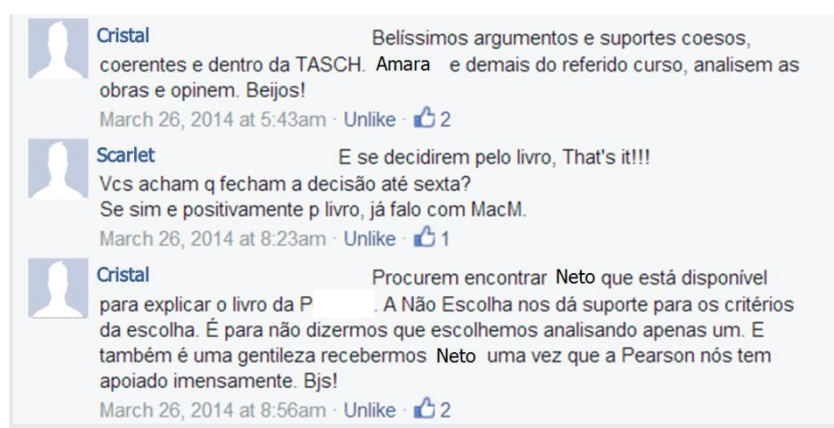 Cristal Belíssimos argumentos e suportes coesos,
coerentes e dentro da TASCH. Amara e demais do referido curso, analisem as
obras e opinem. Beijos!
March 26, 2014 at 5:43am · Unlike · 2
Scarlet E se decidirem pelo livro, That's it!!!
Vcs acham q fecham a decisão até sexta?
Se sim e positivamente p livro, já falo com MacM.
March 26, 2014 at 8:23am · Unlike · 1
Cristal Procurem encontrar Neto que está disponível
para explicar o livro da P . A Não Escolha nos dá suporte para os critérios
da escolha. É para não dizermos que escolhemos analisando apenas um. E
também é uma gentileza recebermos Neto uma vez que a Pearson nós tem
apoiado imensamente. Bjs!
March 26, 2014 at 8:56am · Unlike · 2